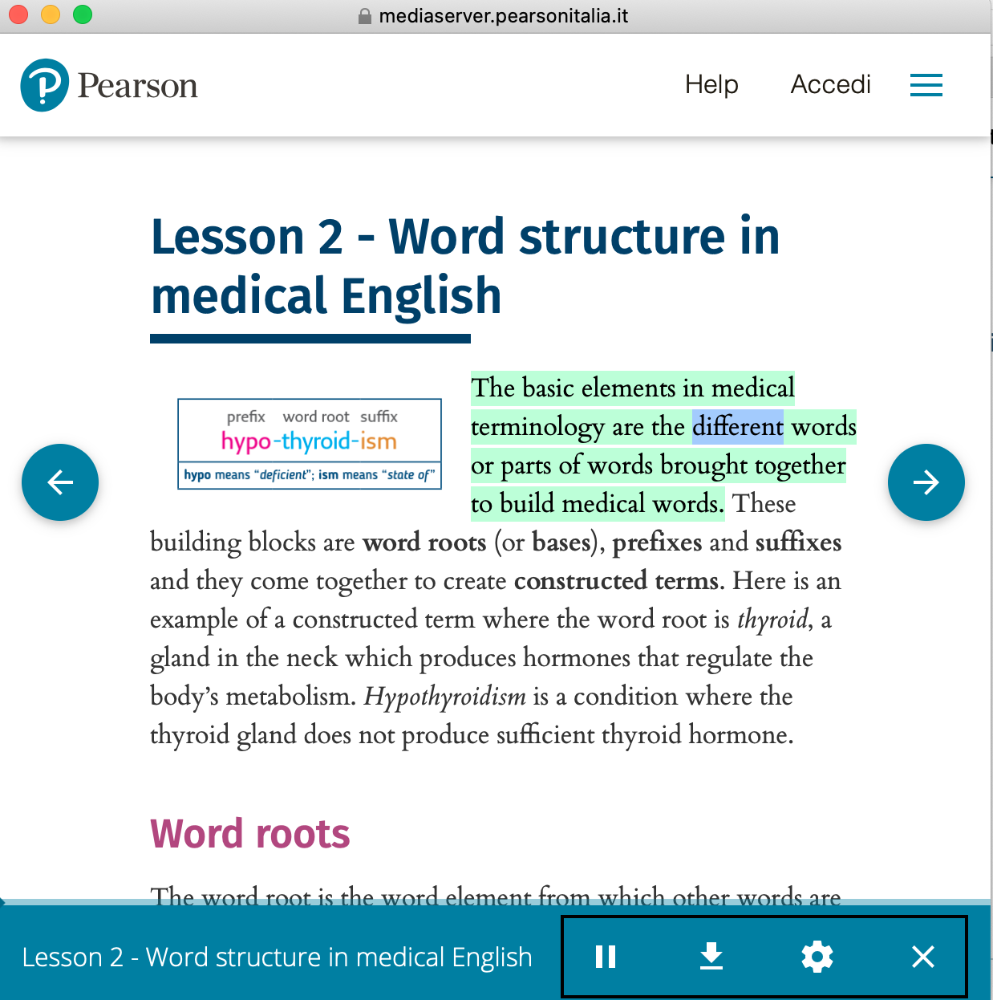 mediaserver.pearsonitalia.it
Pearson
Help
Accedi
Lesson 2 - Word structure in
medical English
prefix word root suffix
hypo-thyroid-ism
hypo means “deficient”; ism means “state of”
The basic elements in medical
terminology are the different words
or parts of words brought together
to build medical words. These
building blocks are word roots (or bases), prefixes and suffixes
and they come together to create constructed terms. Here is an
example of a constructed term where the word root is thyroid, a
gland in the neck which produces hormones that regulate the
body’s metabolism. Hypothyroidism is a condition where the
thyroid gland does not produce sufficient thyroid hormone.
Word roots
The word root is the word element from which other words are
Lesson 2 - Word structure in medical English